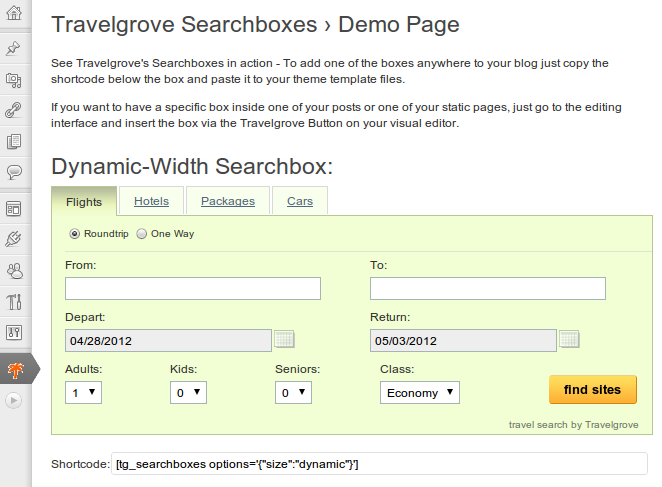 Travelgrove Searchboxes › Demo Page
See Travelgrove's Searchboxes in action - To add one of the boxes anywhere to your blog just copy the
shortcode below the box and paste it to your theme template files.
If you want to have a specific box inside one of your posts or one of your static pages, just go to the editing
interface and insert the box via the Travelgrove Button on your visual editor.
Dynamic-Width Searchbox:
Flights Hotels Packages Cars
Roundtrip One Way
From: To:
Depart: Return:
04/28/2012 05/03/2012
Adults: Kids: Seniors: Class:
1 0 0 Economy find sites
travel search by Travelgrove
Shortcode: [tg_searchboxes options='{"size":"dynamic"}']